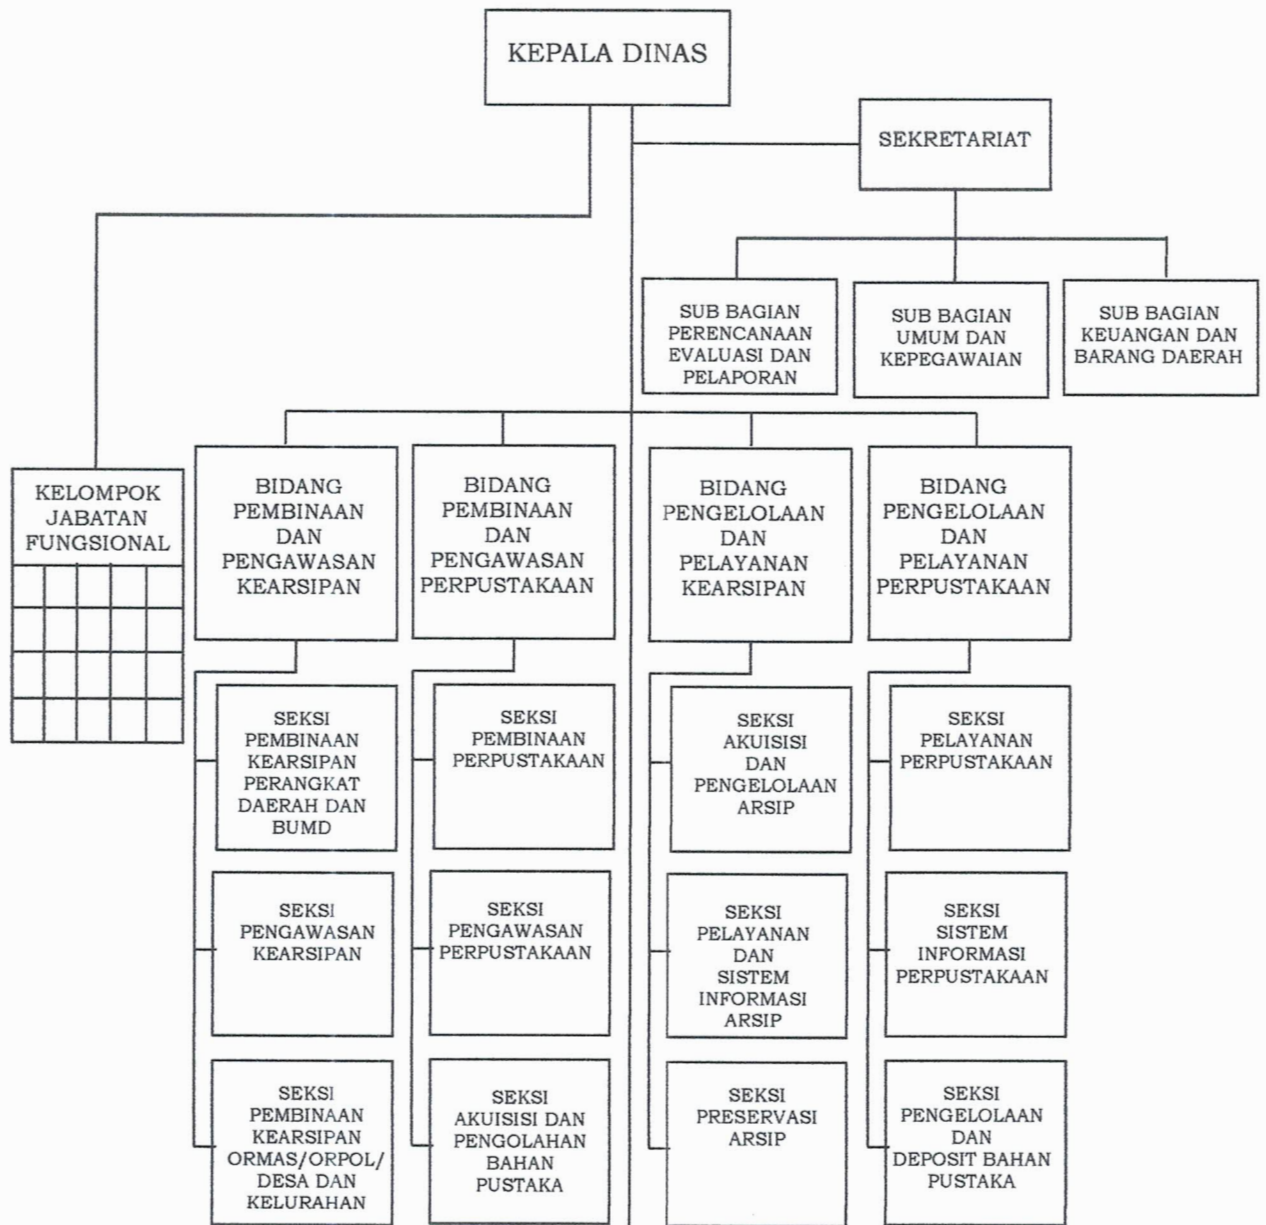 KEPALA DINAS
SEKRETARIAT
SUB BAGIAN
PERENCANAAN
EVALUASI DAN
PELAPORAN
SUB BAGIAN
UMUM DAN
KEPEGAWAIAN
SUB BAGIAN
KEUANGAN DAN
BARANG DAERAH
KELOMPOK
JABATAN
FUNGSIONAL
BIDANG
PEMBINAAN
DAN
PENGAWASAN
KEARSIPAN
BIDANG
PEMBINAAN
DAN
PENGAWASAN
PERPUSTAKAAN
BIDANG
PENGELOLAAN
DAN
PELAYANAN
KEARSIPAN
BIDANG
PENGELOLAAN
DAN
PELAYANAN
PERPUSTAKAAN
SEKSI
PEMBINAAN
KEARSIPAN
PERANGKAT
DAERAH DAN
BUMD
SEKSI
PEMBINAAN
PERPUSTAKAAN
SEKSI
AKUISISI
DAN
PENGELOLAAN
ARSIP
SEKSI
PELAYANAN
PERPUSTAKAAN
SEKSI
PENGAWASAN
KEARSIPAN
SEKSI
PENGAWASAN
PERPUSTAKAAN
SEKSI
PELAYANAN
DAN
SISTEM
INFORMASI
ARSIP
SEKSI
SISTEM
INFORMASI
PERPUSTAKAAN
SEKSI
PEMBINAAN
KEARSIPAN
ORMAS/ORPOL/
DESA DAN
KELURAHAN
SEKSI
AKUISISI DAN
PENGOLAHAN
BAHAN
PUSTAKA
SEKSI
PRESERVASI
ARSIP
SEKSI
PENGELOLAAN
DAN
DEPOSIT BAHAN
PUSTAKA